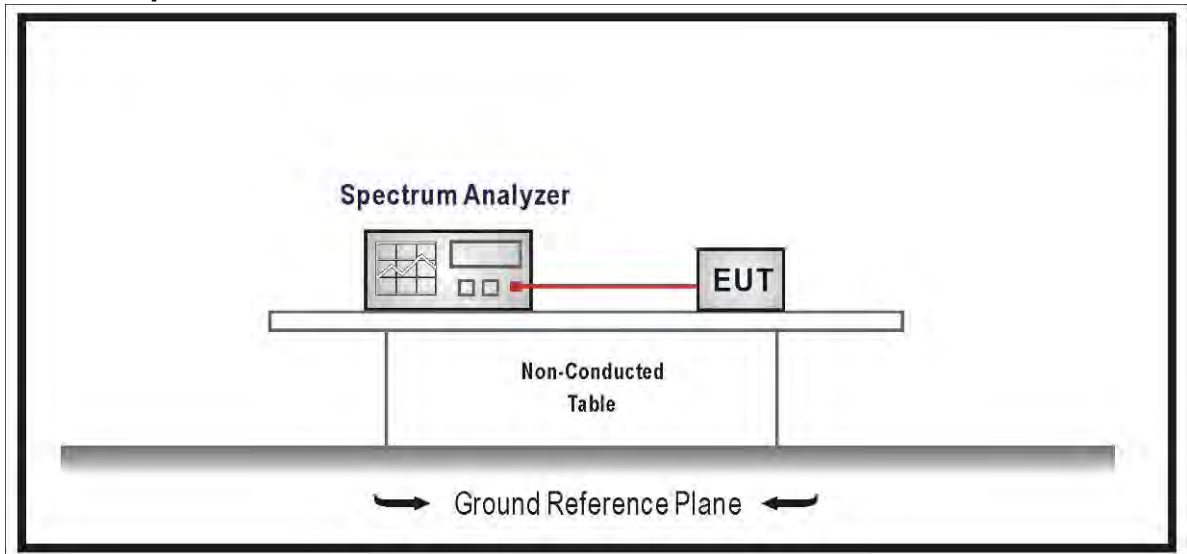 Spectrum Analyzer
EUT
Non-Conducted
Table
Ground Reference Plane